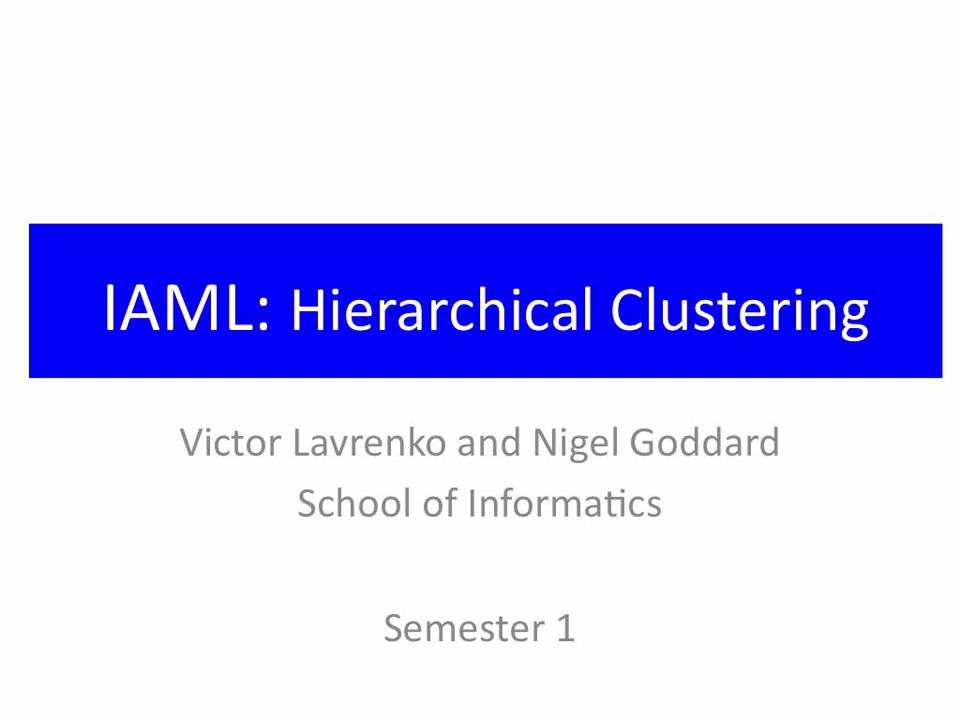 IAML: Hierarchical Clustering
Victor Lavrenko and Nigel Goddard
School of Informatics
Semester 1